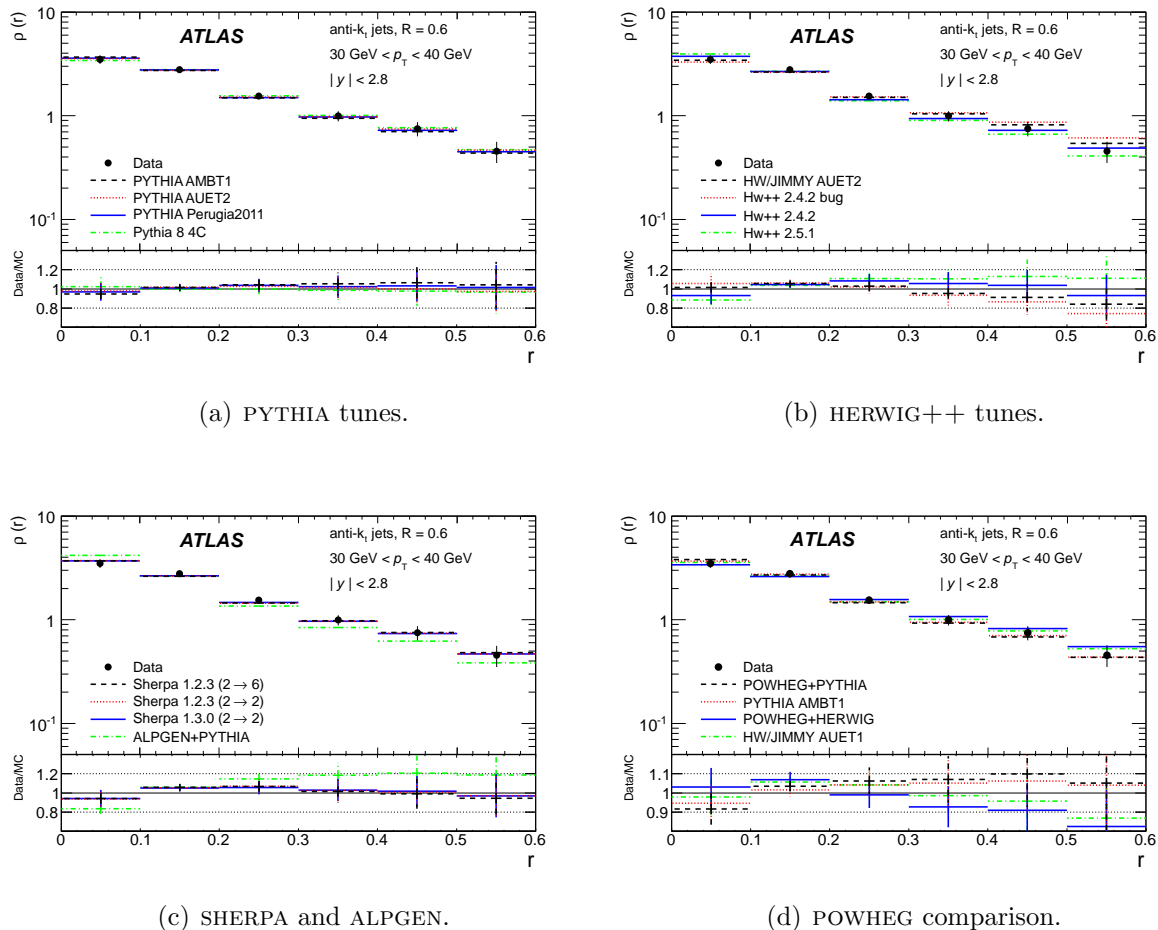 ρ (r)
10
1
10⁻¹
ATLAS
anti-kₜ jets, R = 0.6
30 GeV < p_T < 40 GeV
| y | < 2.8
Data
PYTHIA AMBT1
PYTHIA AUET2
PYTHIA Perugia2011
Pythia 8 4C
Data/MC
1.2
1
0.8
0 0.1 0.2 0.3 0.4 0.5 0.6
r
(a) PYTHIA tunes.
ρ (r)
10
1
10⁻¹
ATLAS
anti-kₜ jets, R = 0.6
30 GeV < p_T < 40 GeV
| y | < 2.8
Data
HW/JIMMY AUET2
Hw++ 2.4.2 bug
Hw++ 2.4.2
Hw++ 2.5.1
Data/MC
1.2
1
0.8
0 0.1 0.2 0.3 0.4 0.5 0.6
r
(b) HERWIG++ tunes.
ρ (r)
10
1
10⁻¹
ATLAS
anti-kₜ jets, R = 0.6
30 GeV < p_T < 40 GeV
| y | < 2.8
Data
Sherpa 1.2.3 (2→6)
Sherpa 1.2.3 (2→2)
Sherpa 1.3.0 (2→2)
ALPGEN+PYTHIA
Data/MC
1.2
1
0.8
0 0.1 0.2 0.3 0.4 0.5 0.6
r
(c) SHERPA and ALPGEN.
ρ (r)
10
1
10⁻¹
ATLAS
anti-kₜ jets, R = 0.6
30 GeV < p_T < 40 GeV
| y | < 2.8
Data
POWHEG+PYTHIA
PYTHIA AMBT1
POWHEG+HERWIG
HW/JIMMY AUET1
Data/MC
1.1
1
0.9
0 0.1 0.2 0.3 0.4 0.5 0.6
r
(d) POWHEG comparison.